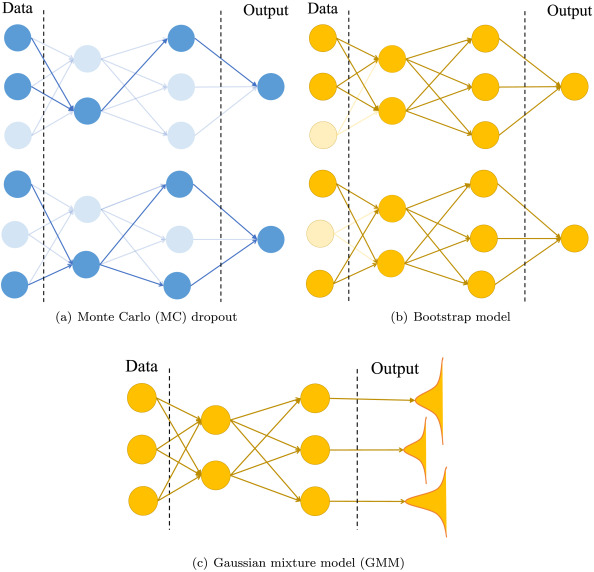 Data
Output
Data
Output
(a) Monte Carlo (MC) dropout
(b) Bootstrap model
Data
Output
(c) Gaussian mixture model (GMM)